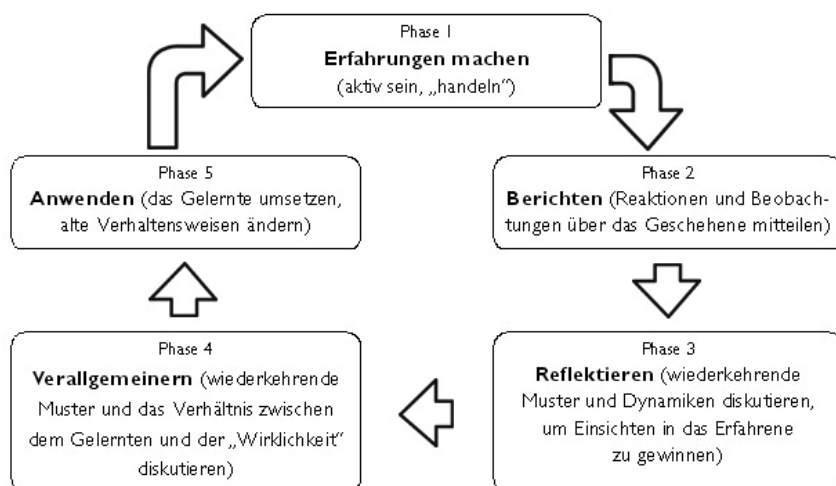 Phase 1
Erfahrungen machen
(aktiv sein, „handeln“)
Phase 2
Berichten (Reaktionen und Beobach-
tungen über das Geschehene mitteilen)
Phase 3
Reflektieren (wiederkehrende
Muster und Dynamiken diskutieren,
um Einsichten in das Erfahrene
zu gewinnen)
Phase 4
Verallgemeinern (wiederkehrende
Muster und das Verhältnis zwischen
dem Gelernten und der „Wirklichkeit“
diskutieren)
Phase 5
Anwenden (das Gelernte umsetzen,
alte Verhaltensweisen ändern)